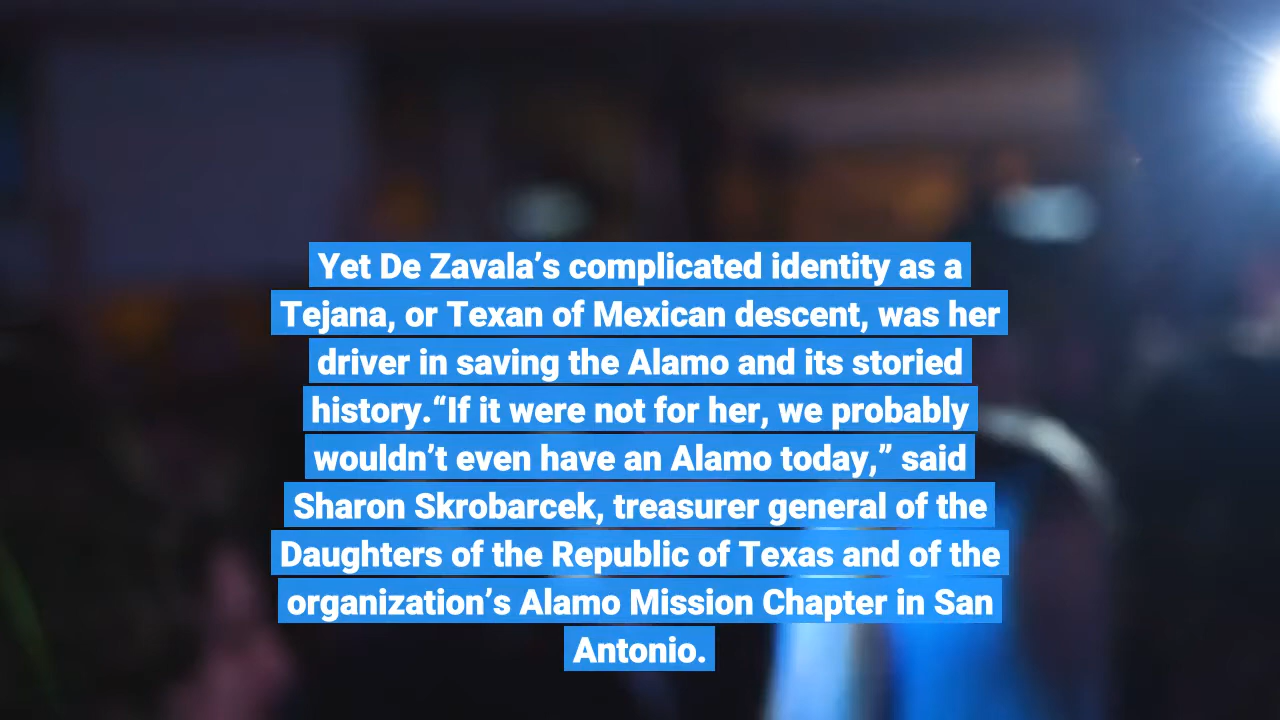 Yet De Zavala’s complicated identity as a
Tejana, or Texan of Mexican descent, was her
driver in saving the Alamo and its storied
history.“If it were not for her, we probably
wouldn’t even have an Alamo today,” said
Sharon Skrobarcek, treasurer general of the
Daughters of the Republic of Texas and of the
organization’s Alamo Mission Chapter in San
Antonio.